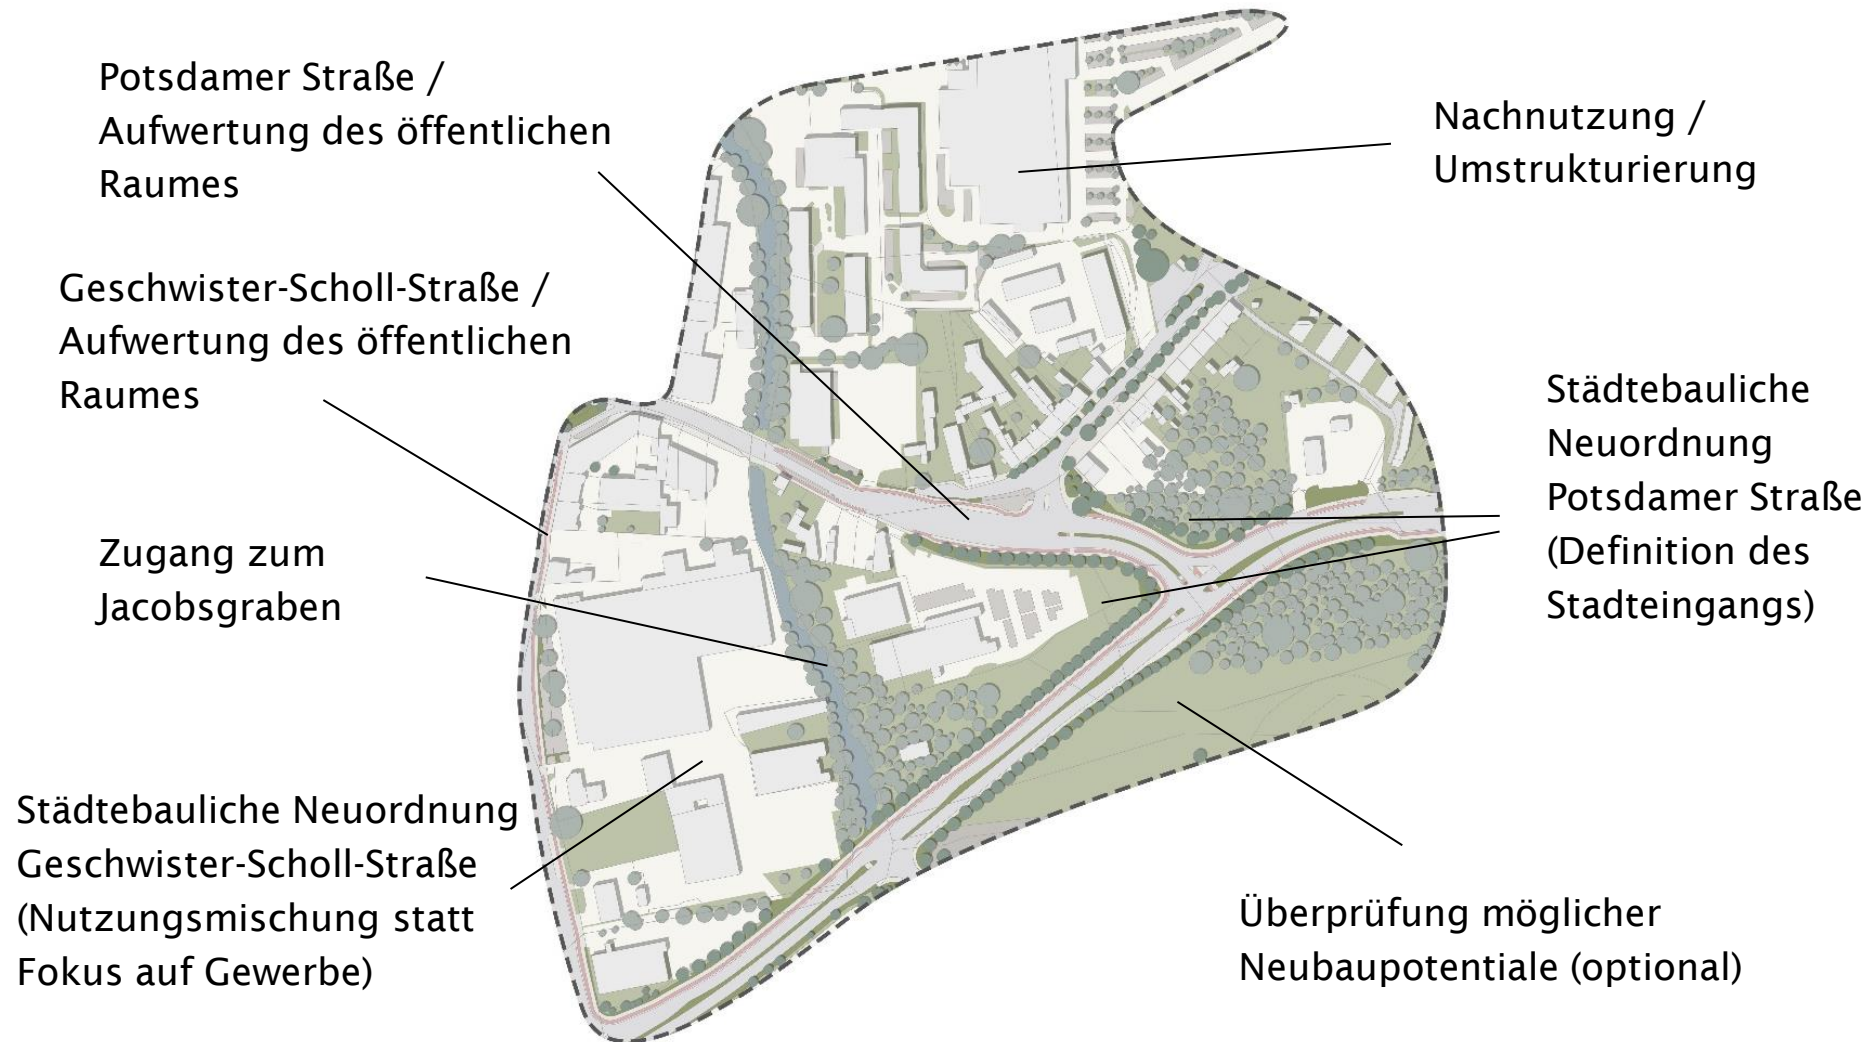 Potsdamer Straße /
Aufwertung des öffentlichen
Raumes
Geschwister-Scholl-Straße /
Aufwertung des öffentlichen
Raumes
Zugang zum
Jacobsgraben
Städtebauliche Neuordnung
Geschwister-Scholl-Straße
(Nutzungsmischung statt
Fokus auf Gewerbe)
Nachnutzung /
Umstrukturierung
Städtebauliche
Neuordnung
Potsdamer Straße
(Definition des
Stadteingangs)
Überprüfung möglicher
Neubaupotentiale (optional)